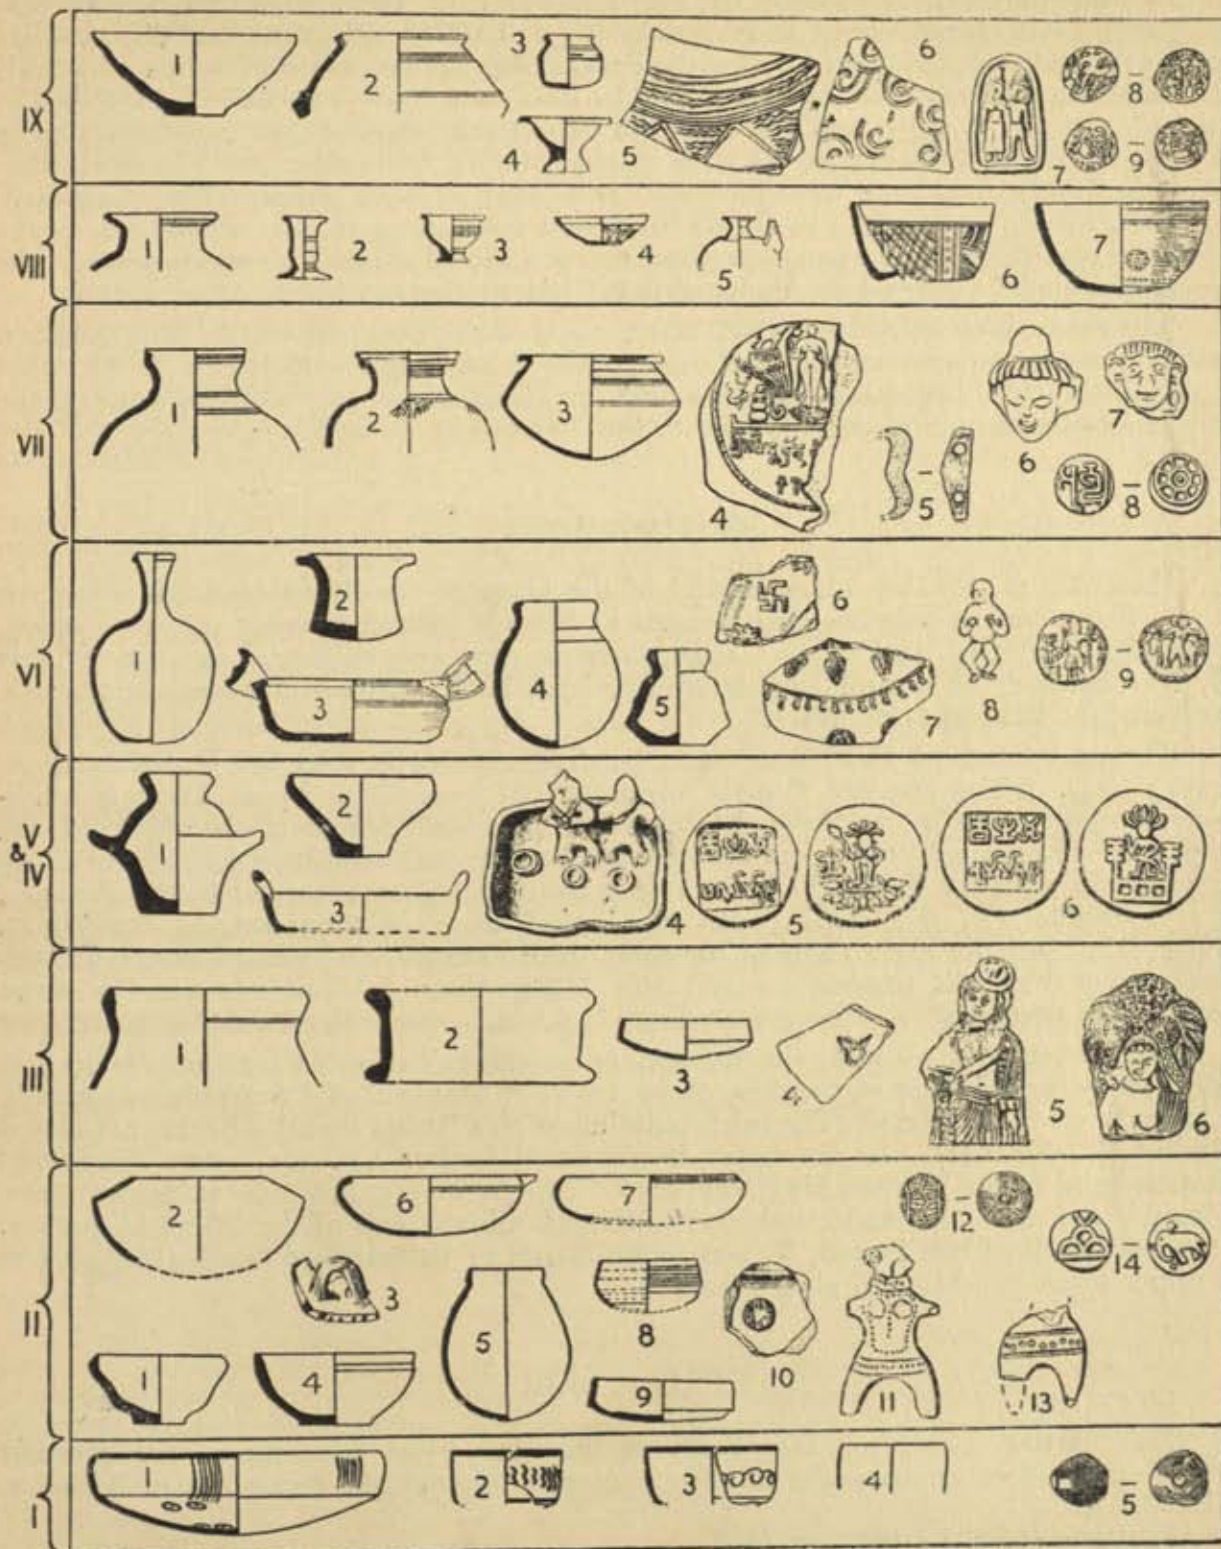 IX
1 2 3 4 5 6 7 8 9
VIII
1 2 3 4 5 6 7
VII
1 2 3 4 5 6 7 8
VI
1 2 3 4 5 6 7 8 9
V
&
IV
1 2 3 4 5 6
III
1 2 3 5 6
II
2 6 7 12 14
3 5 8 10 11 13
1 4 9
I
1 2 3 4 5